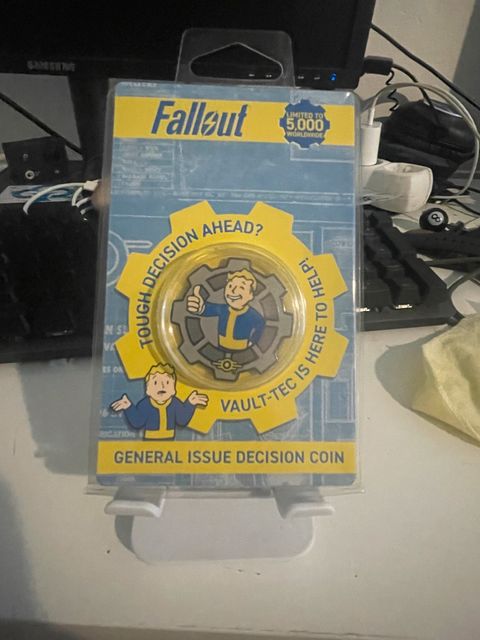 SAMSUNG
Fallout
LIMITED TO
5,000
WORLDWIDE
TOUGH DECISION AHEAD?
VAULT-TEC IS HERE TO HELP!
GENERAL ISSUE DECISION COIN